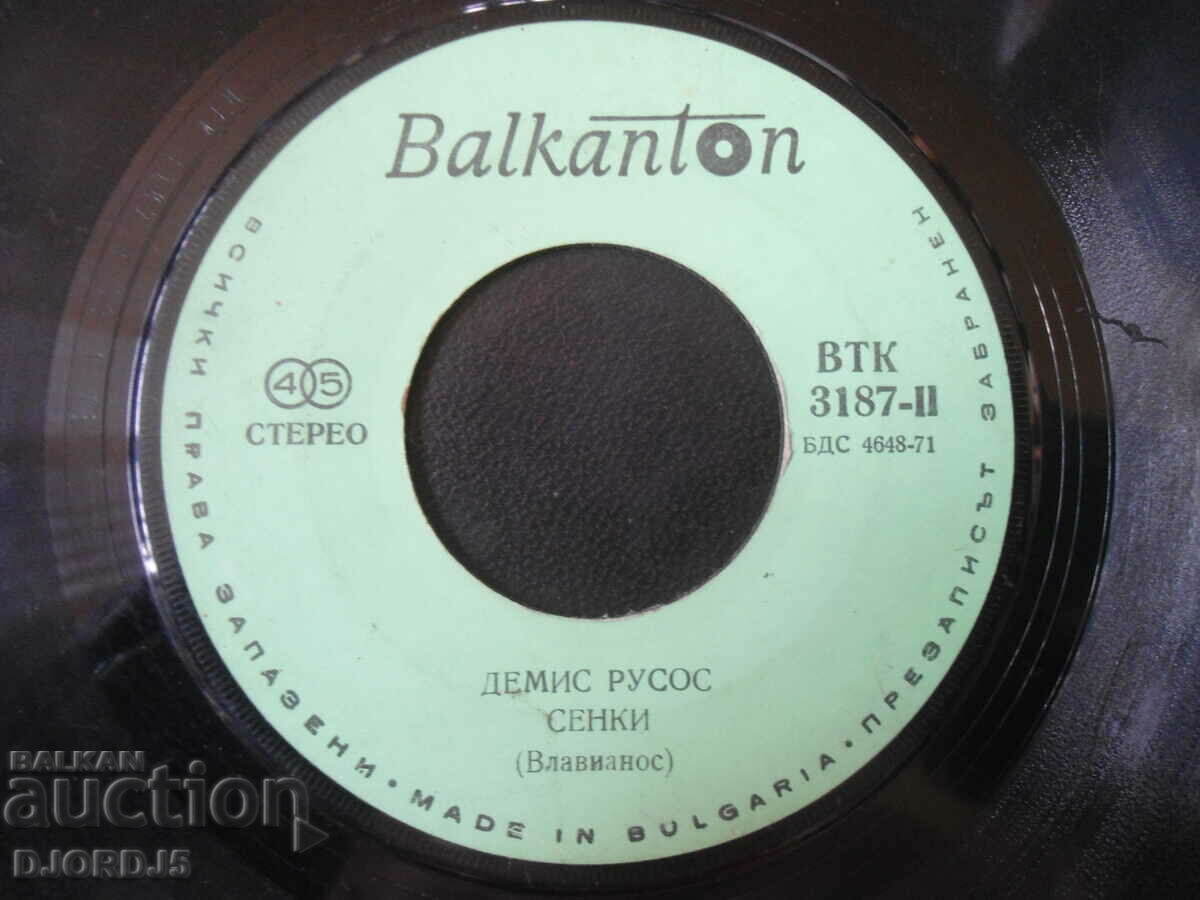 Balkanton
45
СТЕРЕО
ВТК
3187-II
БДС 4648-71
ДЕМИС РУСОС
СЕНКИ
(Влавианос)
ВСИЧКИ ПРАВА ЗАПАЗЕНИ • MADE IN BULGARIA • ПРЕЗАПИСЪТ ЗАБРАНЕН
BALKAN
auction
DJORDJ5